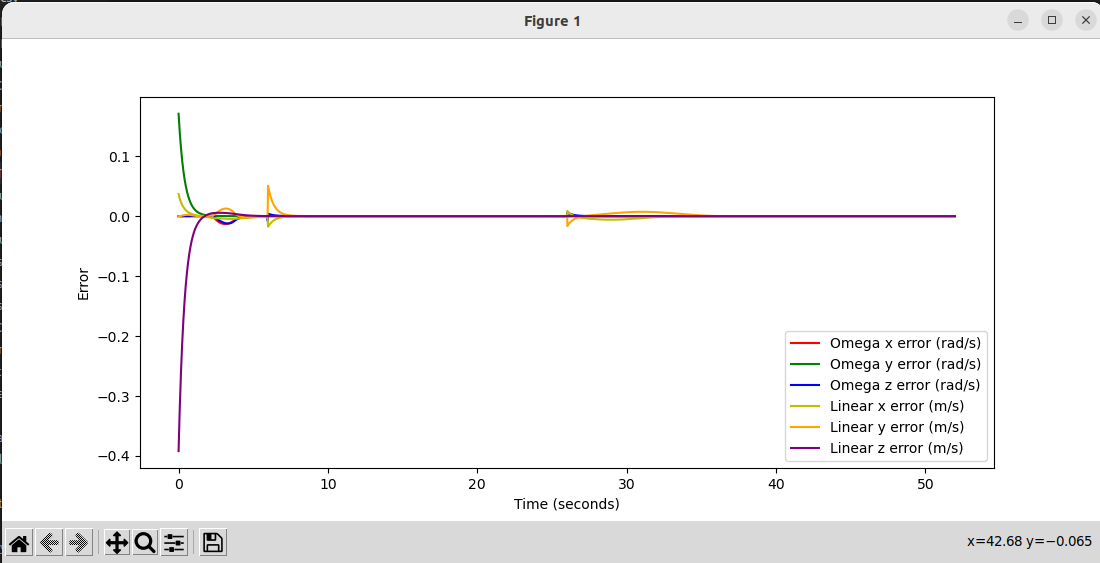 Figure 1
0.1
0.0
−0.1
−0.2
−0.3
−0.4
Error
Omega x error (rad/s)
Omega y error (rad/s)
Omega z error (rad/s)
Linear x error (m/s)
Linear y error (m/s)
Linear z error (m/s)
0 10 20 30 40 50
Time (seconds)
x=42.68 y=−0.065